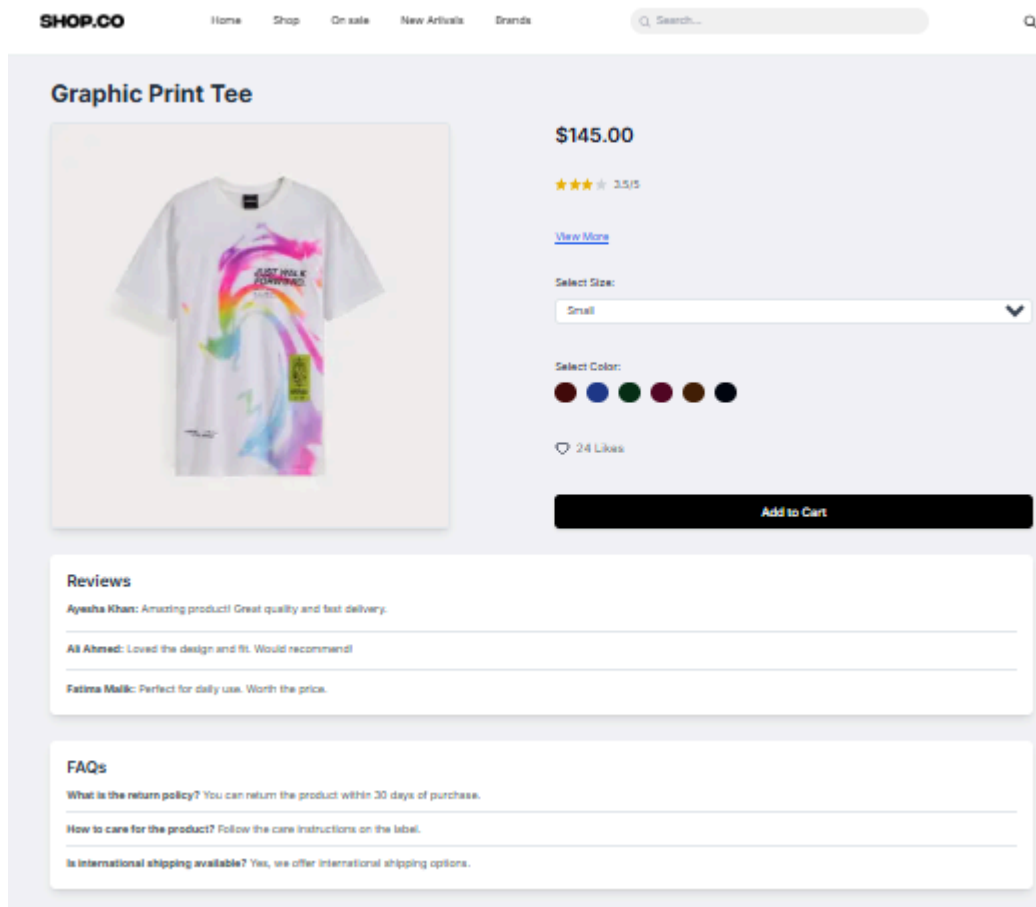 SHOP.CO Home Shop On sale New Arlivals Brands Search...
Graphic Print Tee
$145.00
3.5/5
View More
Select Size:
Small
Select Color:
24 Likes
Add to Cart
JUST WALK
FORWARD.
Reviews
Ayesha Khan: Amazing product! Great quality and fast delivery.
Ali Ahmed: Loved the design and fit. Would recommend!
Fatima Malik: Perfect for daily use. Worth the price.
FAQs
What is the return policy? You can return the product within 30 days of purchase.
How to care for the product? Follow the care instructions on the label.
Is international shipping available? Yes, we offer international shipping options.